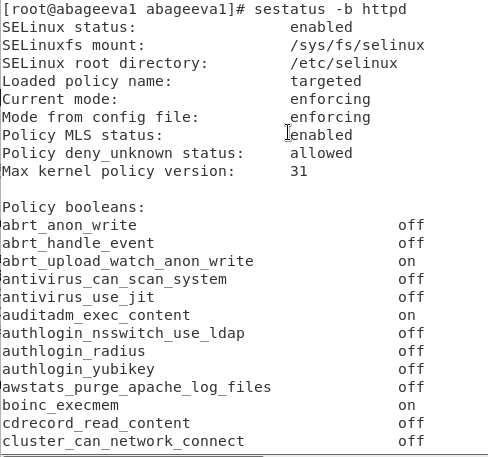 [root@abageeva1 abageeva1]# sestatus -b httpd
SELinux status:                 enabled
SELinuxfs mount:                /sys/fs/selinux
SELinux root directory:         /etc/selinux
Loaded policy name:             targeted
Current mode:                   enforcing
Mode from config file:          enforcing
Policy MLS status:              enabled
Policy deny_unknown status:     allowed
Max kernel policy version:      31

Policy booleans:
abrt_anon_write                             off
abrt_handle_event                           off
abrt_upload_watch_anon_write                on
antivirus_can_scan_system                   off
antivirus_use_jit                           off
auditadm_exec_content                       on
authlogin_nsswitch_use_ldap                 off
authlogin_radius                            off
authlogin_yubikey                           off
awstats_purge_apache_log_files              off
boinc_execmem                               on
cdrecord_read_content                       off
cluster_can_network_connect                 off